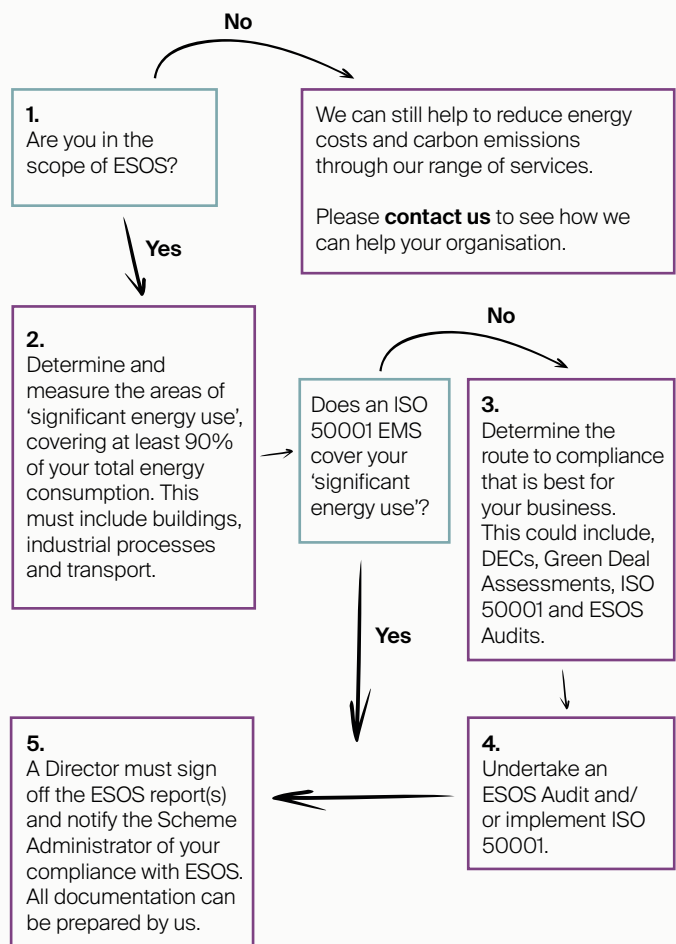 No
1.
Are you in the
scope of ESOS?
We can still help to reduce energy
costs and carbon emissions
through our range of services.
Please contact us to see how we
can help your organisation.
Yes
2.
Determine and
measure the areas of
‘significant energy use’,
covering at least 90%
of your total energy
consumption. This
must include buildings,
industrial processes
and transport.
No
Does an ISO
50001 EMS
cover your
‘significant
energy use’?
3.
Determine the
route to compliance
that is best for
your business.
This could include,
DECs, Green Deal
Assessments, ISO
50001 and ESOS
Audits.
Yes
4.
Undertake an
ESOS Audit and/
or implement ISO
50001.
5.
A Director must sign
off the ESOS report(s)
and notify the Scheme
Administrator of your
compliance with ESOS.
All documentation can
be prepared by us.